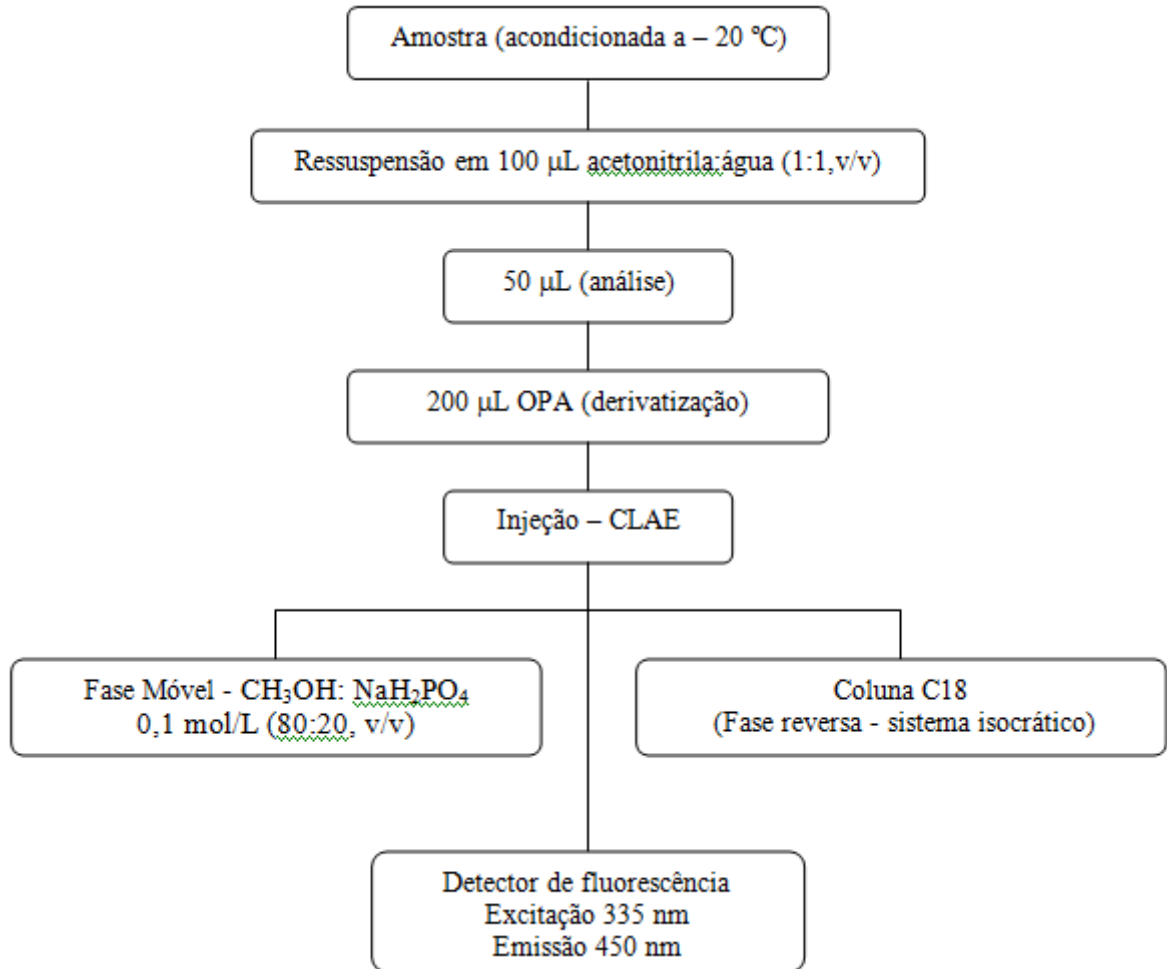 Amostra (acondicionada a – 20 ºC)
Ressuspensão em 100 µL acetonitrila:água (1:1,v/v)
50 µL (análise)
200 µL OPA (derivatização)
Injeção – CLAE
Fase Móvel - CH₃OH: NaH₂PO₄
0,1 mol/L (80:20, v/v)
Coluna C18
(Fase reversa - sistema isocrático)
Detector de fluorescência
Excitação 335 nm
Emissão 450 nm